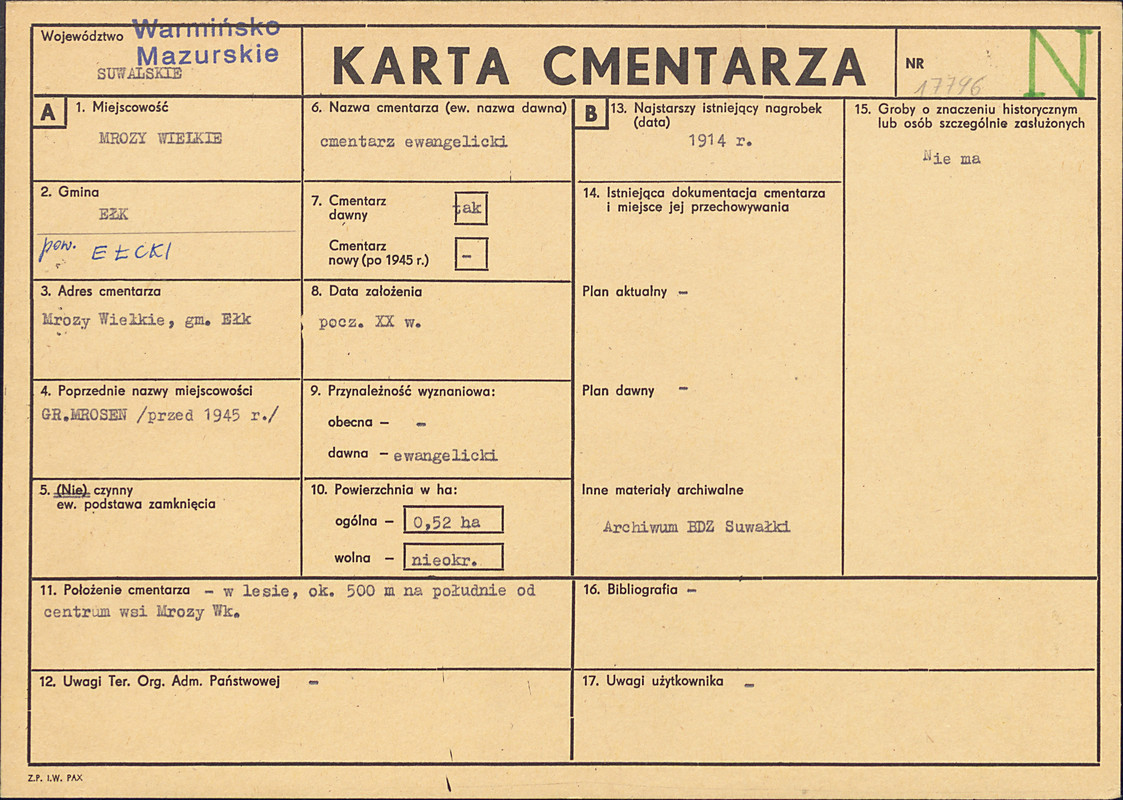 Województwo Warmińsko
Mazurskie
SUWALSKIE
KARTA CMENTARZA
NR
17796
N
A
1. Miejscowość
MROZY WIELKIE
2. Gmina
EŁK
pow. EŁCKI
3. Adres cmentarza
Mrozy Wielkie, gm. Ełk
4. Poprzednie nazwy miejscowości
GR.MROSEN /przed 1945 r./
5. (Nie) czynny
ew. podstawa zamknięcia
6. Nazwa cmentarza (ew. nazwa dawna)
cmentarz ewangelicki
7. Cmentarz
dawny
tak
Cmentarz
nowy (po 1945 r.)
-
8. Data założenia
pocz. XX w.
9. Przynależność wyznaniowa:
obecna – -
dawna – ewangelicki
10. Powierzchnia w ha:
ogólna – 0,52 ha
wolna – nieokr.
11. Położenie cmentarza - w lesie, ok. 500 m na południe od
centrum wsi Mrozy Wk.
12. Uwagi Ter. Org. Adm. Państwowej -
B
13. Najstarszy istniejący nagrobek
(data)
1914 r.
14. Istniejąca dokumentacja cmentarza
i miejsce jej przechowywania
Plan aktualny -
Plan dawny -
Inne materiały archiwalne
Archiwum BDZ Suwałki
15. Groby o znaczeniu historycznym
lub osób szczególnie zasłużonych
Nie ma
16. Bibliografia -
17. Uwagi użytkownika -
Z.P. I.W. PAX